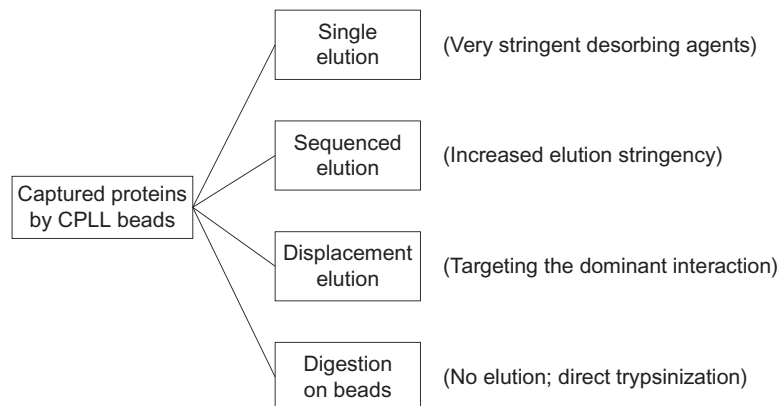 Single
elution
(Very stringent desorbing agents)
Sequenced
elution
(Increased elution stringency)
Captured proteins
by CPLL beads
Displacement
elution
(Targeting the dominant interaction)
Digestion
on beads
(No elution; direct trypsinization)